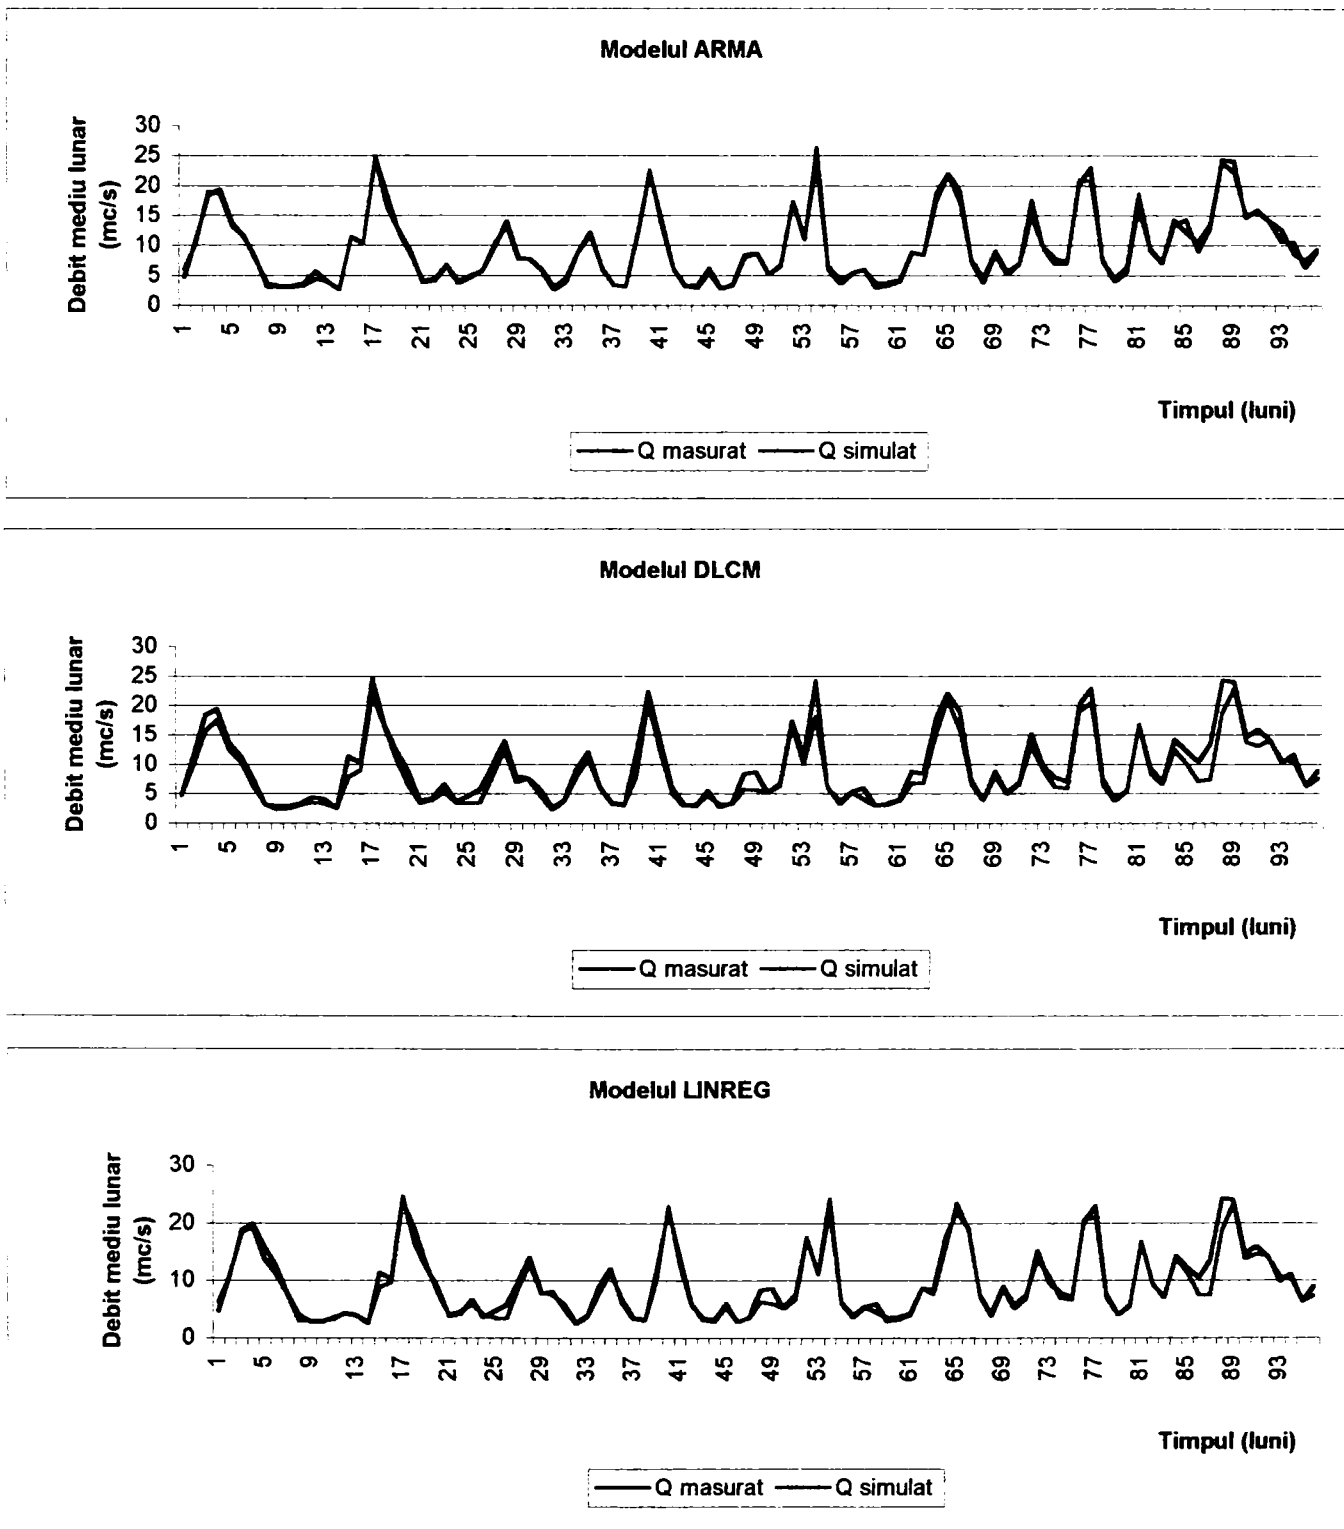 Modelul ARMA
Debit mediu lunar
(mc/s)
30
25
20
15
10
5
0
1 5 9 13 17 21 25 29 33 37 41 45 49 53 57 61 65 69 73 77 81 85 89 93
Timpul (luni)
Q masurat Q simulat
Modelul DLCM
Debit mediu lunar
(mc/s)
30
25
20
15
10
5
0
1 5 9 13 17 21 25 29 33 37 41 45 49 53 57 61 65 69 73 77 81 85 89 93
Timpul (luni)
Q masurat Q simulat
Modelul LINREG
Debit mediu lunar
(mc/s)
30
20
10
0
1 5 9 13 17 21 25 29 33 37 41 45 49 53 57 61 65 69 73 77 81 85 89 93
Timpul (luni)
Q masurat Q simulat